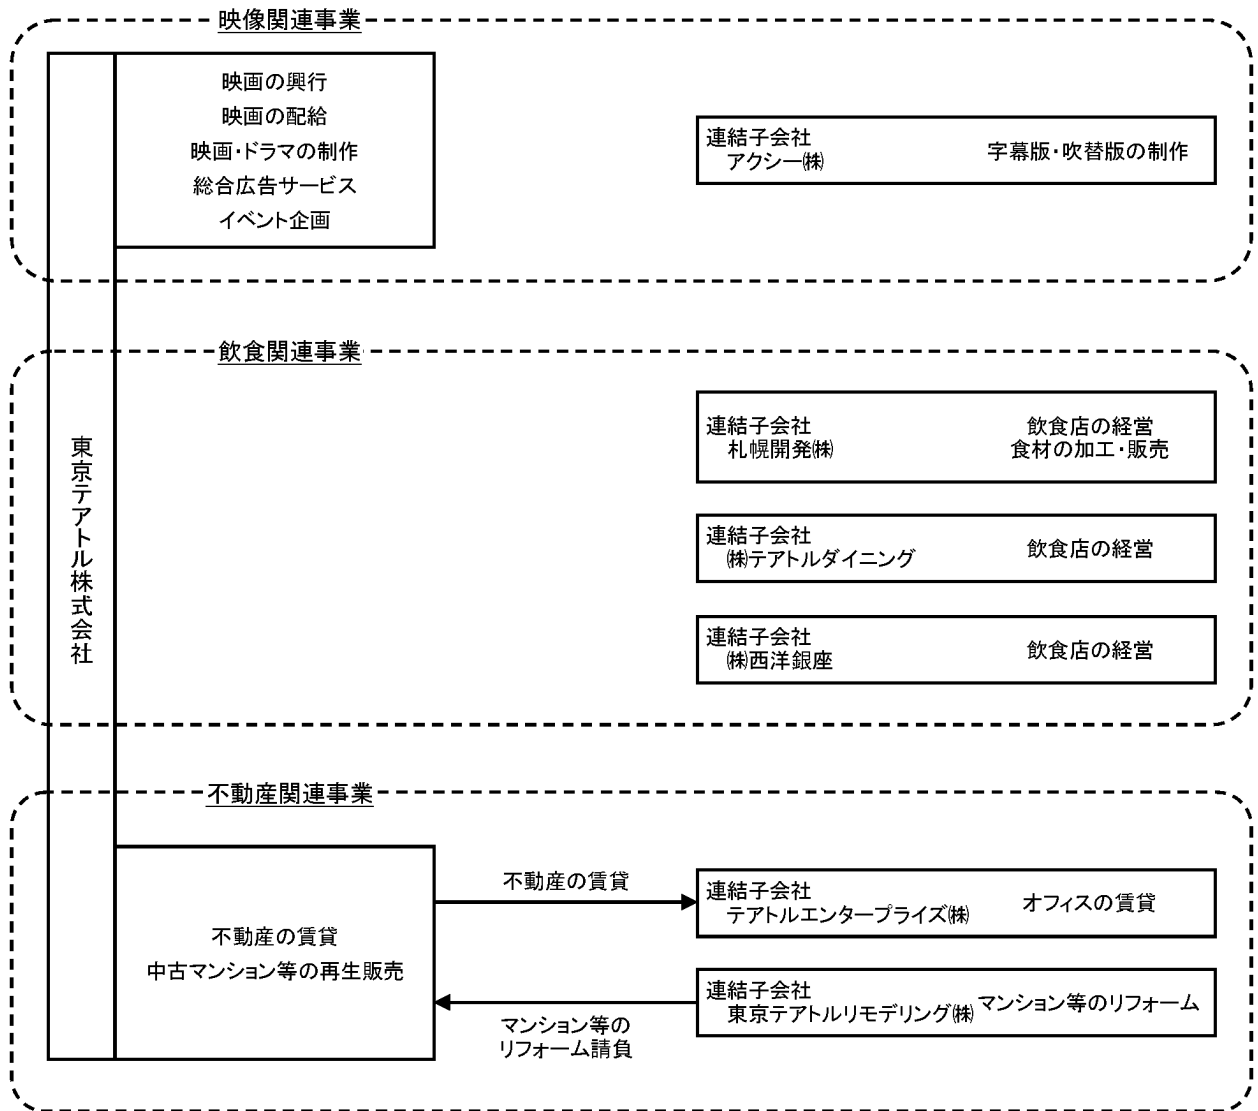 映像関連事業
映画の興行
映画の配給
映画・ドラマの制作
総合広告サービス
イベント企画
連結子会社
アクシー㈱
字幕版・吹替版の制作
東京テアトル株式会社
飲食関連事業
連結子会社
札幌開発㈱
飲食店の経営
食材の加工・販売
連結子会社
㈱テアトルダイニング
飲食店の経営
連結子会社
㈱西洋銀座
飲食店の経営
不動産関連事業
不動産の賃貸
中古マンション等の再生販売
不動産の賃貸
連結子会社
テアトルエンタープライズ㈱
オフィスの賃貸
マンション等の
リフォーム請負
連結子会社
東京テアトルリモデリング㈱
マンション等のリフォーム